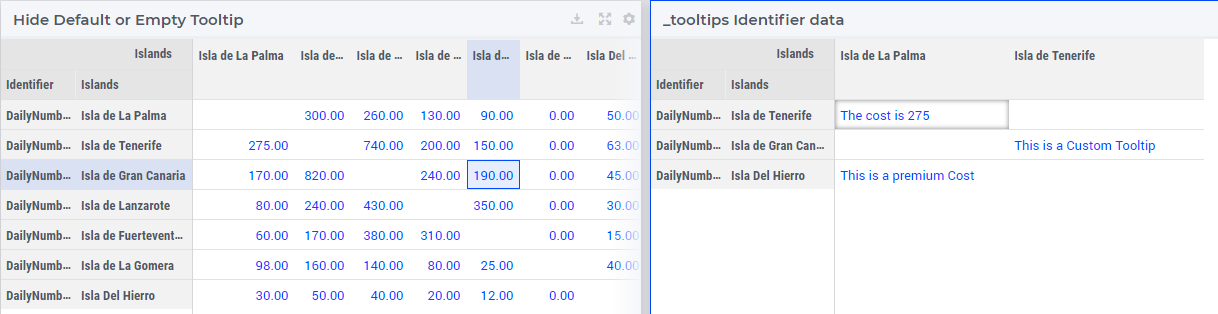 Hide Default or Empty Tooltip
Islands Isla de La Palma Isla de... Isla de ... Isla de ... Isla d... Isla de ... Isla Del ...
Identifier Islands
DailyNumb... Isla de La Palma 300.00 260.00 130.00 90.00 0.00 50.00
DailyNumb... Isla de Tenerife 275.00 740.00 200.00 150.00 0.00 63.00
DailyNumb... Isla de Gran Canaria 170.00 820.00 240.00 190.00 0.00 45.00
DailyNumb... Isla de Lanzarote 80.00 240.00 430.00 350.00 0.00 30.00
DailyNumb... Isla de Fuertevent... 60.00 170.00 380.00 310.00 0.00 15.00
DailyNumb... Isla de La Gomera 98.00 160.00 140.00 80.00 25.00 40.00
DailyNumb... Isla Del Hierro 30.00 50.00 40.00 20.00 12.00 0.00
_tooltips Identifier data
Islands Isla de La Palma Isla de Tenerife
Identifier Islands
DailyNumb... Isla de Tenerife The cost is 275
DailyNumb... Isla de Gran Can... This is a Custom Tooltip
DailyNumb... Isla Del Hierro This is a premium Cost